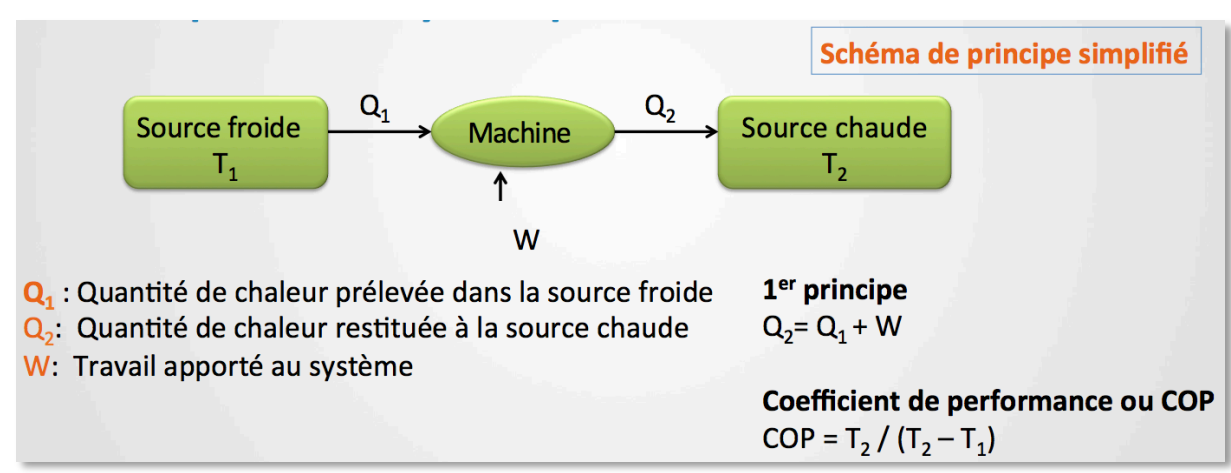 Schéma de principe simplifié
Source froide
T₁
Q₁
Machine
Q₂
Source chaude
T₂
W
Q₁ : Quantité de chaleur prélevée dans la source froide
Q₂: Quantité de chaleur restituée à la source chaude
W: Travail apporté au système
1er principe
Q₂= Q₁ + W
Coefficient de performance ou COP
COP = T₂ / (T₂ – T₁)